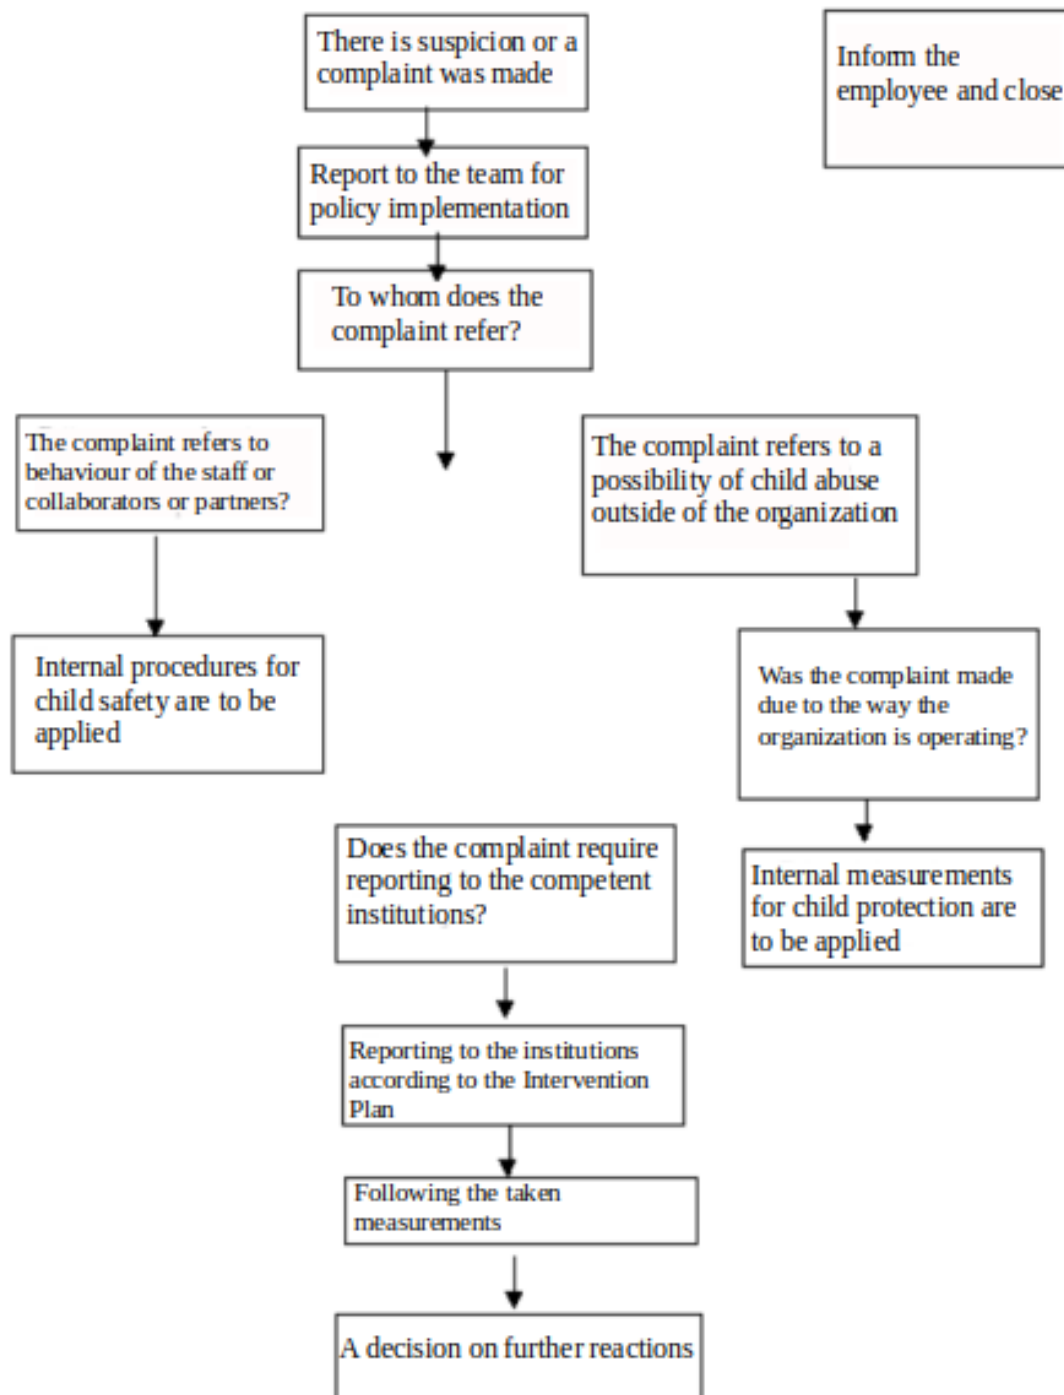 There is suspicion or a
complaint was made
Inform the
employee and close
Report to the team for
policy implementation
To whom does the
complaint refer?
The complaint refers to
behaviour of the staff or
collaborators or partners?
The complaint refers to a
possibility of child abuse
outside of the organization
Internal procedures for
child safety are to be
applied
Was the complaint made
due to the way the
organization is operating?
Does the complaint require
reporting to the competent
institutions?
Internal measurements
for child protection are
to be applied
Reporting to the institutions
according to the Intervention
Plan
Following the taken
measurements
A decision on further reactions